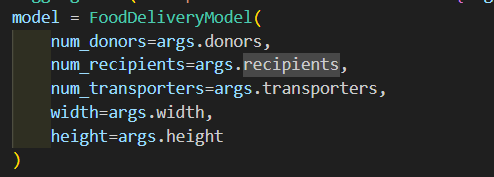 model = FoodDeliveryModel(
num_donors=args.donors,
num_recipients=args.recipients,
num_transporters=args.transporters,
width=args.width,
height=args.height
)